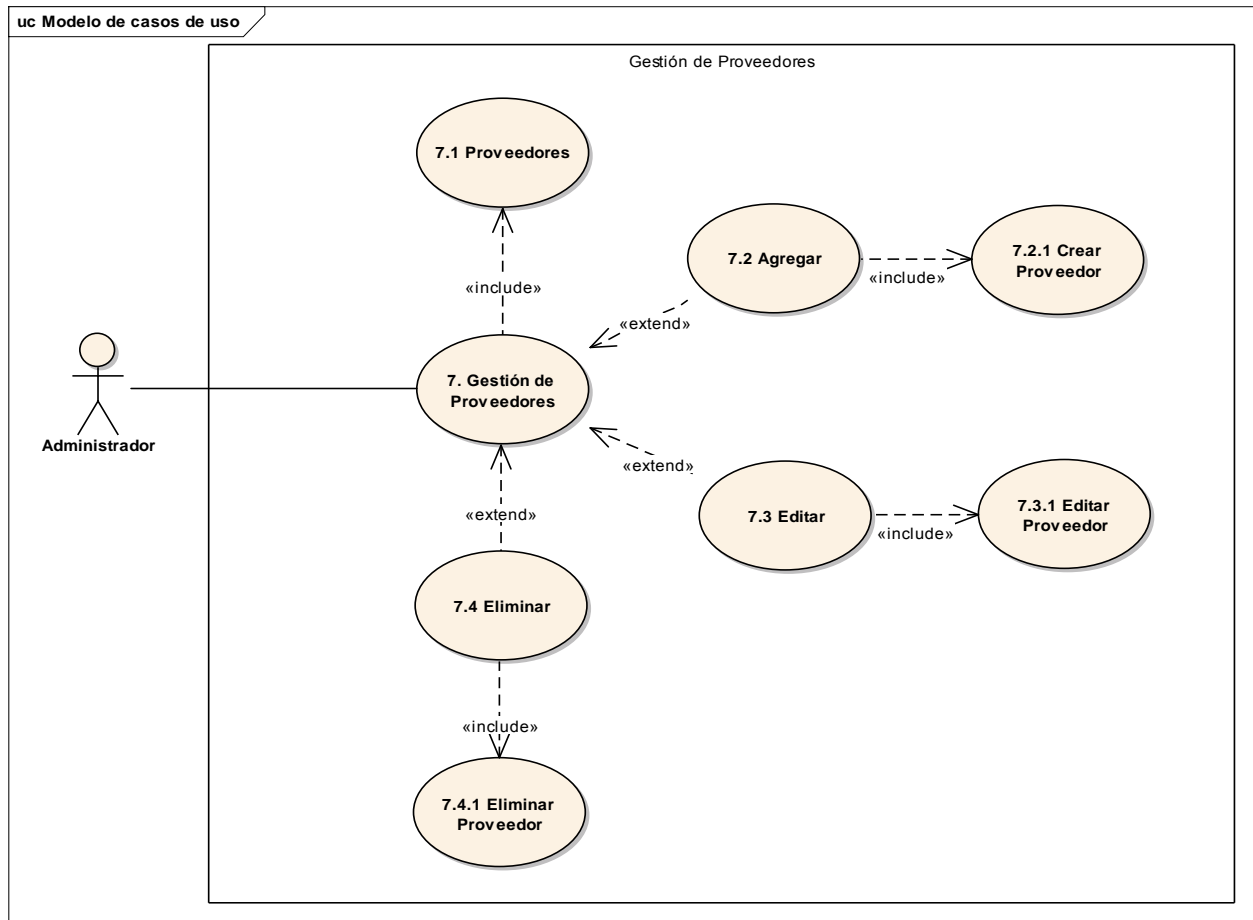 uc Modelo de casos de uso
Gestión de Proveedores
7.1 Proveedores
«include»
7.2 Agregar
«include»
7.2.1 Crear
Proveedor
«extend»
7. Gestión de
Proveedores
Administrador
«extend»
7.3 Editar
«include»
7.3.1 Editar
Proveedor
«extend»
7.4 Eliminar
«include»
7.4.1 Eliminar
Proveedor